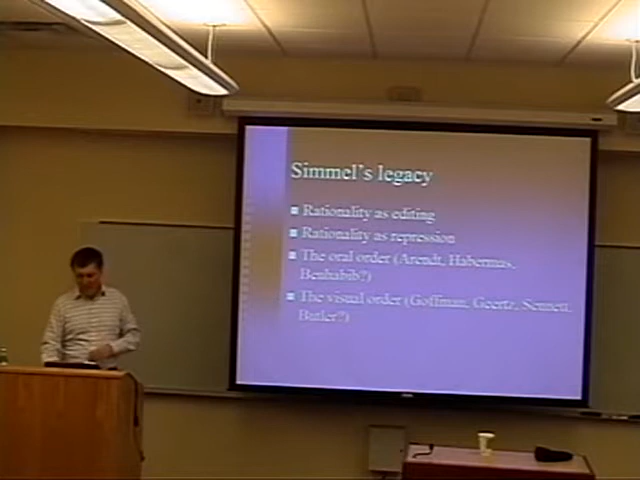 Simmel's legacy
Rationality as editing
Rationality as repression
The oral order (Arendt, Habermas,
Benhabib?)
The visual order (Goffman, Geertz, Sennett,
Butler?)